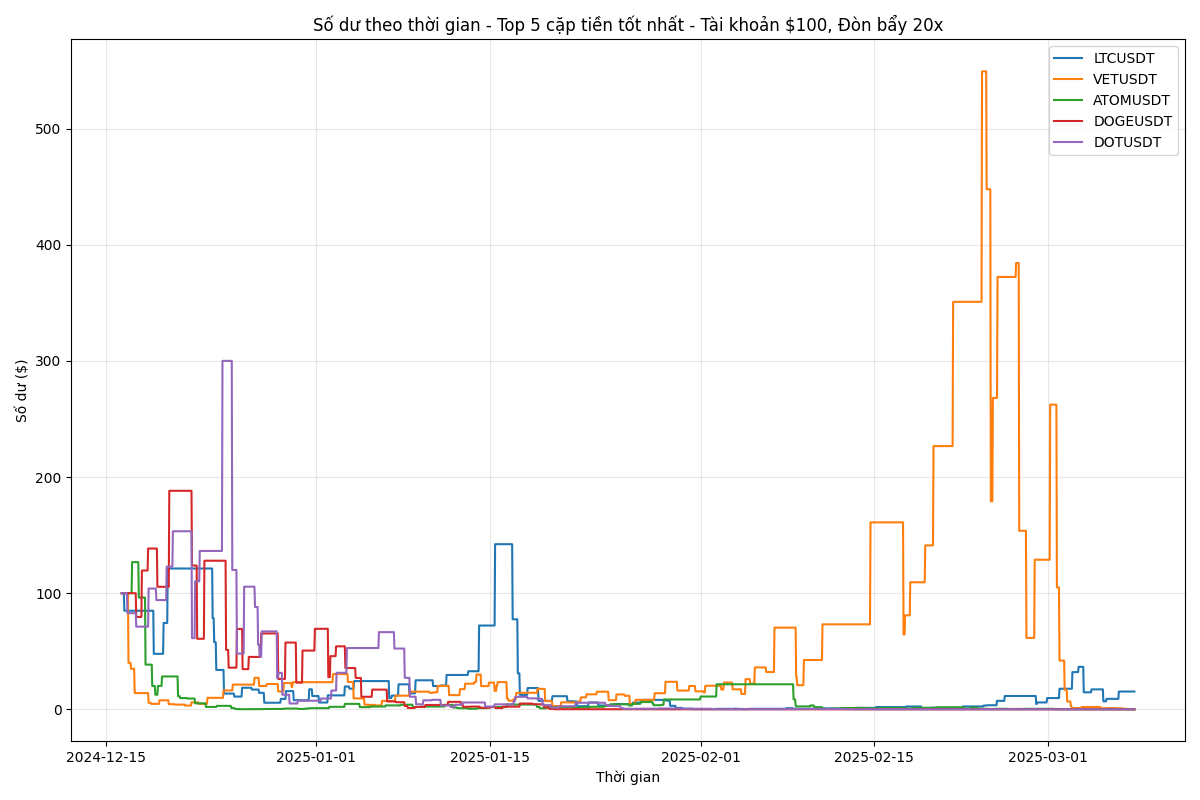 Số dư theo thời gian - Top 5 cặp tiền tốt nhất - Tài khoản $100, Đòn bẩy 20x
LTCUSDT
VETUSDT
ATOMUSDT
DOGEUSDT
DOTUSDT
Số dư ($)
500
400
300
200
100
0
2024-12-15
2025-01-01
2025-01-15
2025-02-01
2025-02-15
2025-03-01
Thời gian